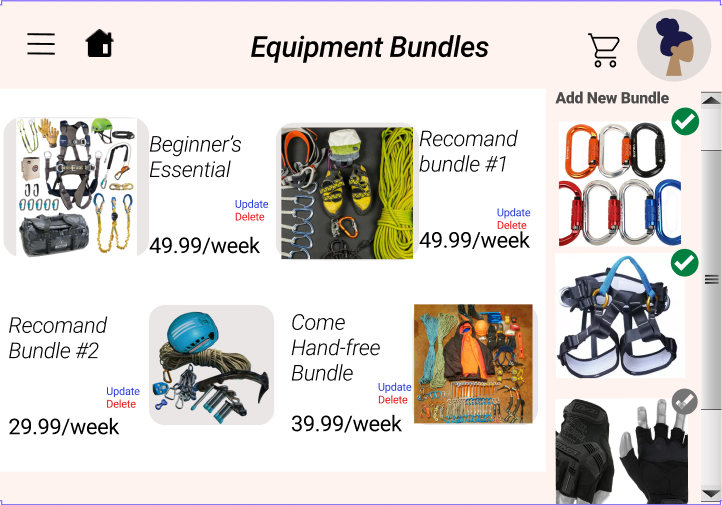 Equipment Bundles
Add New Bundle
Beginner's
Essential
Update
Delete
49.99/week
Recomand
bundle #1
Update
Delete
49.99/week
Recomand
Bundle #2
Update
Delete
29.99/week
Come
Hand-free
Bundle
Update
Delete
39.99/week